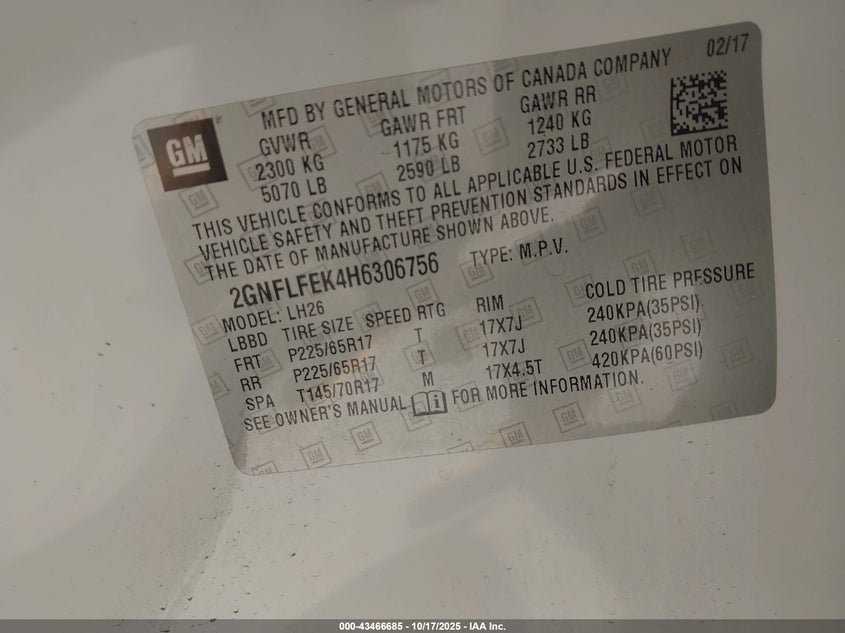 GM ®
MFD BY GENERAL MOTORS OF CANADA COMPANY 02/17
GVWR GAWR FRT GAWR RR
2300 KG 1175 KG 1240 KG
5070 LB 2590 LB 2733 LB
THIS VEHICLE CONFORMS TO ALL APPLICABLE U.S. FEDERAL MOTOR
VEHICLE SAFETY AND THEFT PREVENTION STANDARDS IN EFFECT ON
THE DATE OF MANUFACTURE SHOWN ABOVE.
2GNFLFEK4H6306756 TYPE: M.P.V.
MODEL: LH26
LBBD TIRE SIZE SPEED RTG RIM COLD TIRE PRESSURE
FRT P225/65R17 T 17X7J 240KPA(35PSI)
RR P225/65R17 T 17X7J 240KPA(35PSI)
SPA T145/70R17 M 17X4.5T 420KPA(60PSI)
SEE OWNER'S MANUAL FOR MORE INFORMATION.
000-43466685 - 10/17/2025 - IAA Inc.